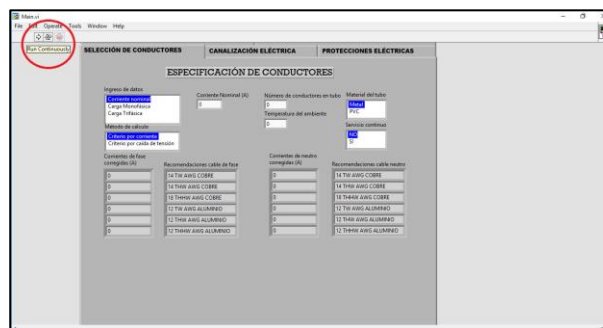 Main.vi
File Edit Operate Tools Window Help
Run Continuously
SELECCIÓN DE CONDUCTORES CANALIZACIÓN ELÉCTRICA PROTECCIONES ELÉCTRICAS
ESPECIFICACIÓN DE CONDUCTORES
Ingreso de datos
Corriente nominal
Carga Monofásica
Carga Trifásica
Corriente Nominal (A)
0
Número de conductores en tubo
0
Temperatura del ambiente
0
Material del tubo
Metal
PVC
Método de cálculo
Criterio por corriente
Criterio por caída de tensión
Servicio continuo
NO
SI
Corrientes de fase
corregidas (A)
Recomendaciones cable de fase
Corrientes de neutro
corregidas (A)
Recomendaciones cable neutro
0 14 TW AWG COBRE 0 14 TW AWG COBRE
0 14 THW AWG COBRE 0 14 THW AWG COBRE
0 18 THHW AWG COBRE 0 18 THHW AWG COBRE
0 12 TW AWG ALUMINIO 0 12 TW AWG ALUMINIO
0 12 THW AWG ALUMINIO 0 12 THW AWG ALUMINIO
0 12 THHW AWG ALUMINIO 0 12 THHW AWG ALUMINIO